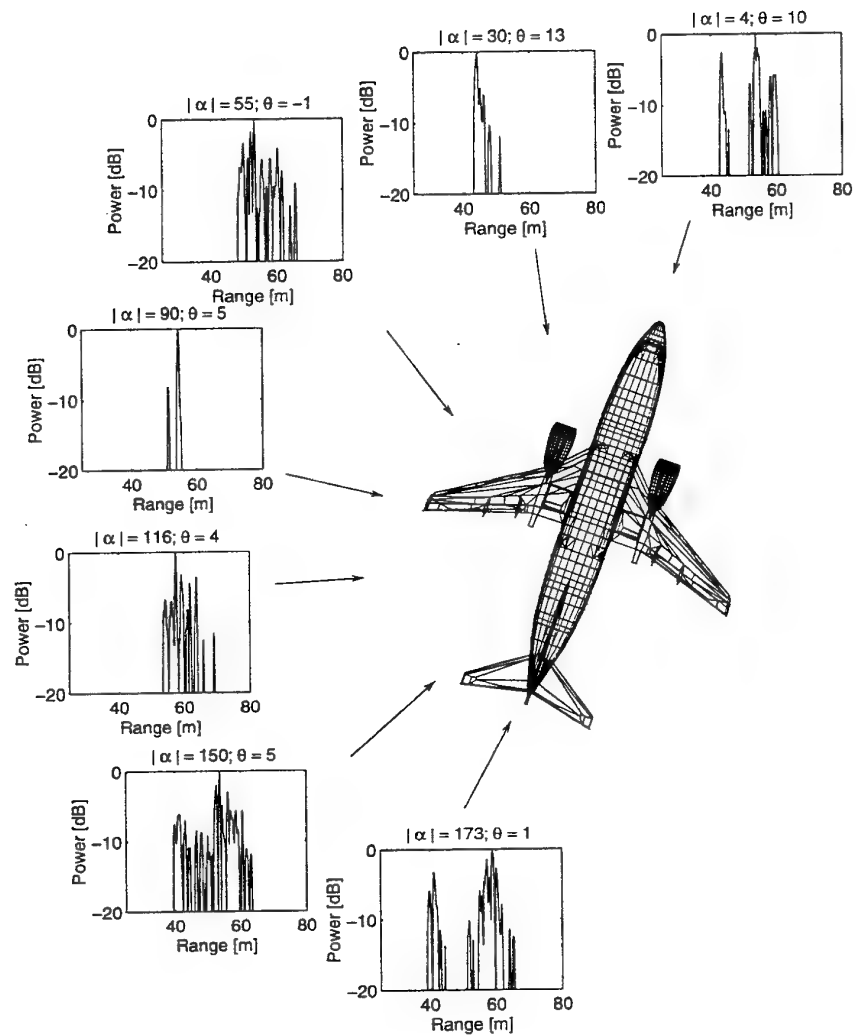 | α | = 4; θ = 10
0
−10
−20
Power [dB]
40 60 80
Range [m]
| α | = 30; θ = 13
0
−10
−20
Power [dB]
40 60 80
Range [m]
| α | = 55; θ = −1
0
−10
−20
Power [dB]
40 60 80
Range [m]
| α | = 90; θ = 5
0
−10
−20
Power [dB]
40 60 80
Range [m]
| α | = 116; θ = 4
0
−10
−20
Power [dB]
40 60 80
Range [m]
| α | = 150; θ = 5
0
−10
−20
Power [dB]
40 60 80
Range [m]
| α | = 173; θ = 1
0
−10
−20
Power [dB]
40 60 80
Range [m]